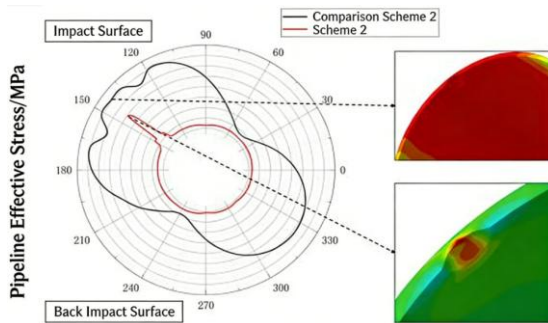 Impact Surface
Comparison Scheme 2
Scheme 2
90
120
60
150
30
180
0
210
330
240
300
270
Pipeline Effective Stress/MPa
Back Impact Surface